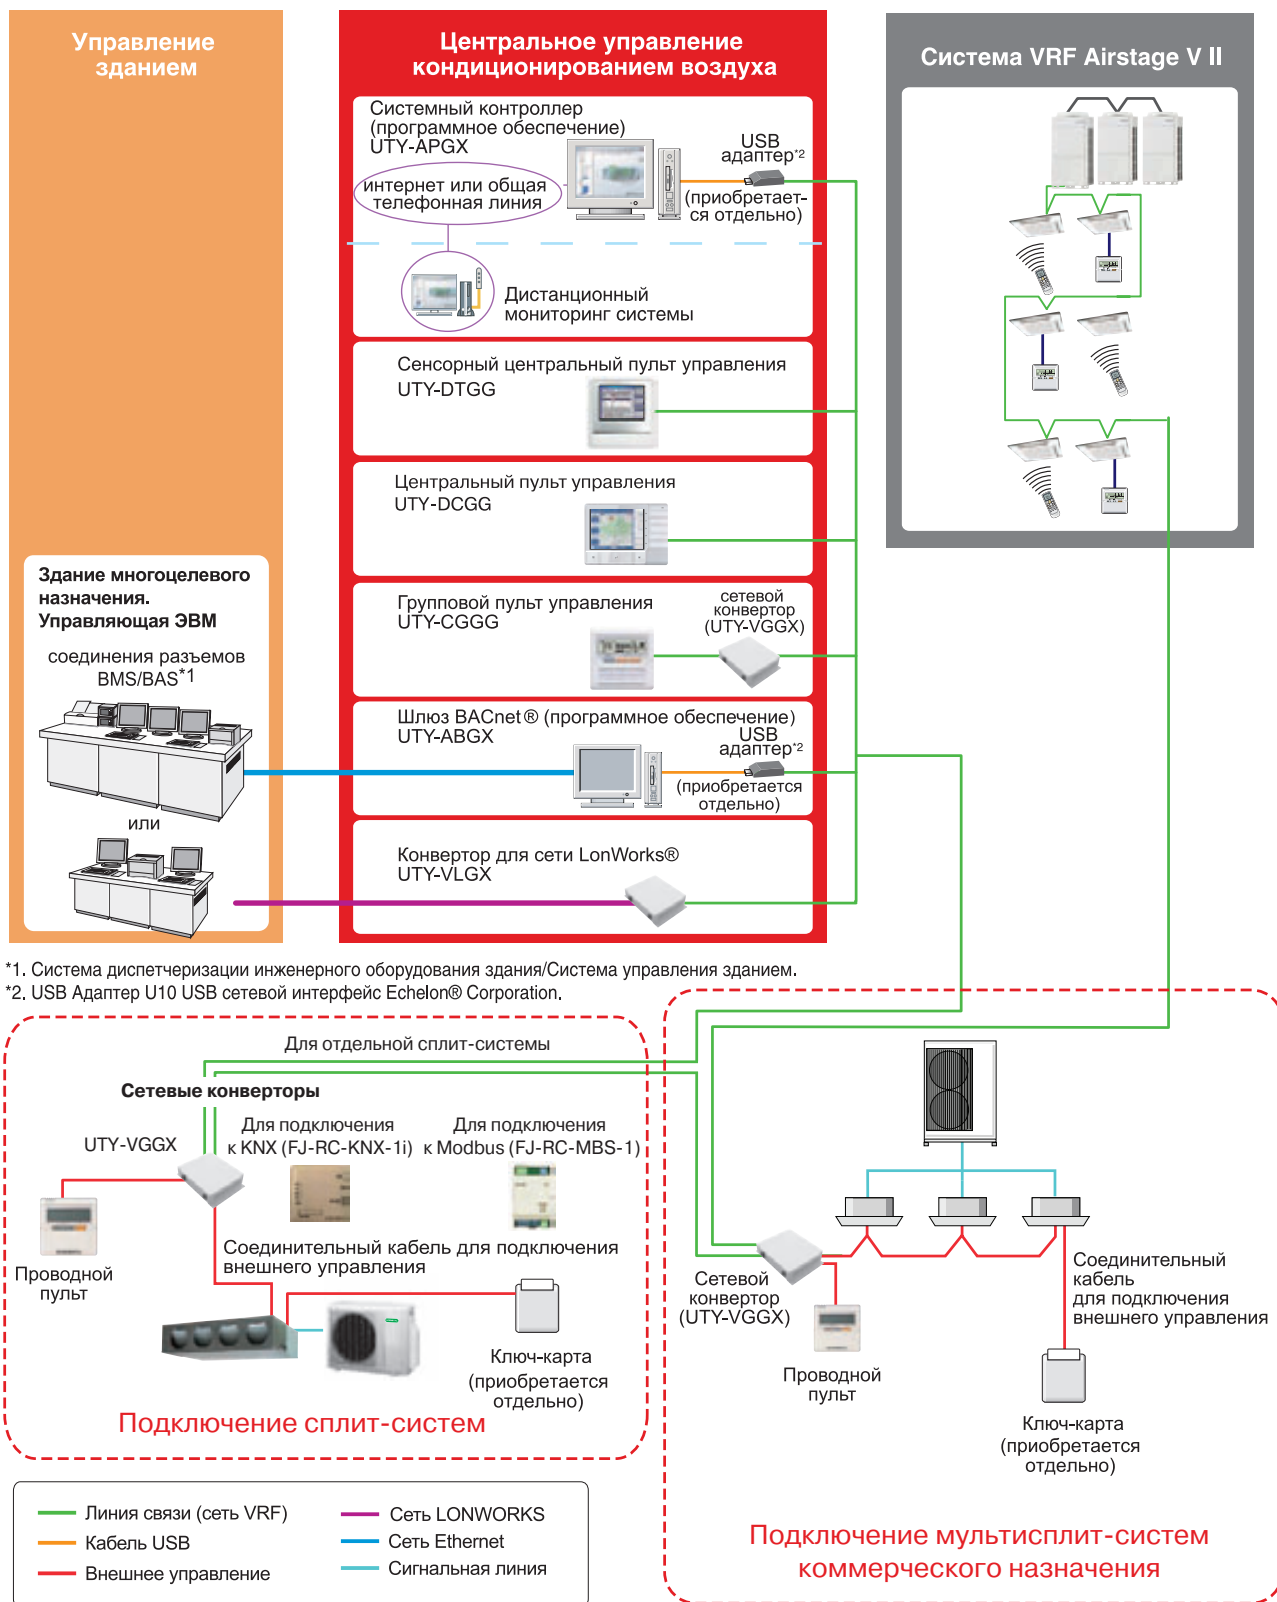 Управление
зданием
Центральное управление
кондиционированием воздуха
Система VRF Airstage V II
Системный контроллер
(программное обеспечение)
UTY-APGX
USB
адаптер*2
интернет или общая
телефонная линия
(приобретает-
ся отдельно)
Дистанционный
мониторинг системы
Сенсорный центральный пульт управления
UTY-DTGG
Центральный пульт управления
UTY-DCGG
Здание многоцелевого
назначения.
Управляющая ЭВМ
соединения разъемов
BMS/BAS*1
или
Групповой пульт управления
UTY-CGGG
сетевой
конвертор
(UTY-VGGX)
Шлюз BACnet® (программное обеспечение)
UTY-ABGX
USB
адаптер*2
(приобретается
отдельно)
Конвертор для сети LonWorks®
UTY-VLGX
*1. Система диспетчеризации инженерного оборудования здания/Система управления зданием.
*2. USB Адаптер U10 USB сетевой интерфейс Echelon® Corporation.
Для отдельной сплит-системы
Сетевые конверторы
UTY-VGGX
Для подключения
к KNX (FJ-RC-KNX-1i)
Для подключения
к Modbus (FJ-RC-MBS-1)
Проводной
пульт
Соединительный кабель для подключения
внешнего управления
Ключ-карта
(приобретается
отдельно)
Подключение сплит-систем
Сетевой
конвертор
(UTY-VGGX)
Проводной
пульт
Соединительный
кабель
для подключения
внешнего управления
Ключ-карта
(приобретается
отдельно)
Подключение мультисплит-систем
коммерческого назначения
Линия связи (сеть VRF)
Кабель USB
Внешнее управление
Сеть LONWORKS
Сеть Ethernet
Сигнальная линия